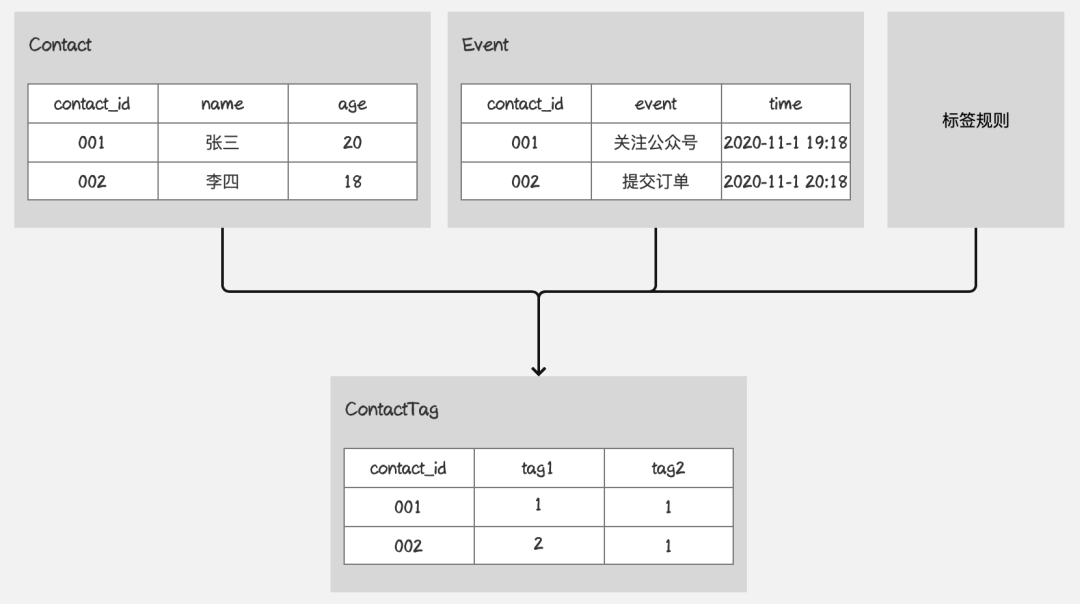 Contact
contact_id name age
001 张三 20
002 李四 18
Event
contact_id event time
001 关注公众号 2020-11-1 19:18
002 提交订单 2020-11-1 20:18
标签规则
ContactTag
contact_id tag1 tag2
001 1 1
002 2 1